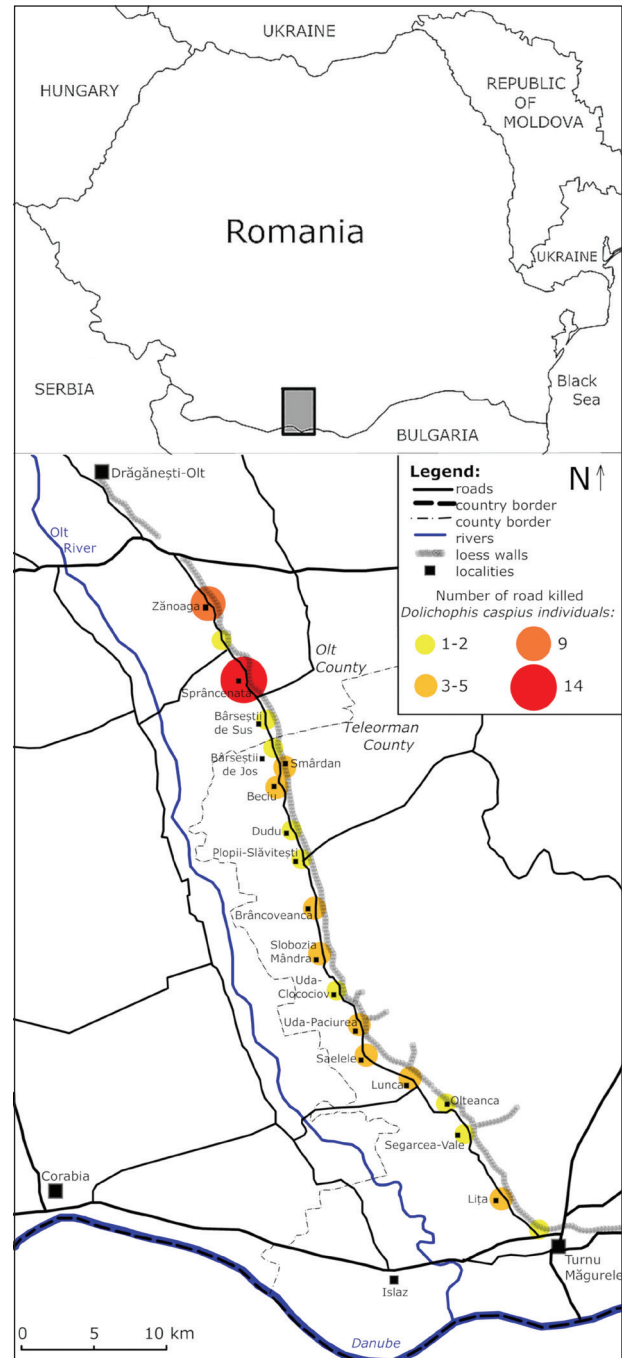 UKRAINE
HUNGARY
REPUBLIC
OF
MOLDOVA
Romania
UKRAINE
SERBIA
Black
Sea
BULGARIA
Drăgănești-Olt
Legend:
N
roads
country border
county border
rivers
loess walls
localities
Number of road killed
Dolichophis caspius individuals:
1-2
9
3-5
14
Olt
River
Zănoaga
Olt
County
Sprâncenata
Teleorman
County
Bârseștii
de Sus
Bârseștii
de Jos
Smârdan
Beciu
Dudu
Plopii-Slăvitești
Brâncoveanca
Slobozia
Mândra
Uda-
Clocociov
Uda-Paciurea
Saelele
Lunca
Olteanca
Segarcea-Vale
Corabia
Lița
Turnu
Măgurele
Islaz
0 5 10 km
Danube